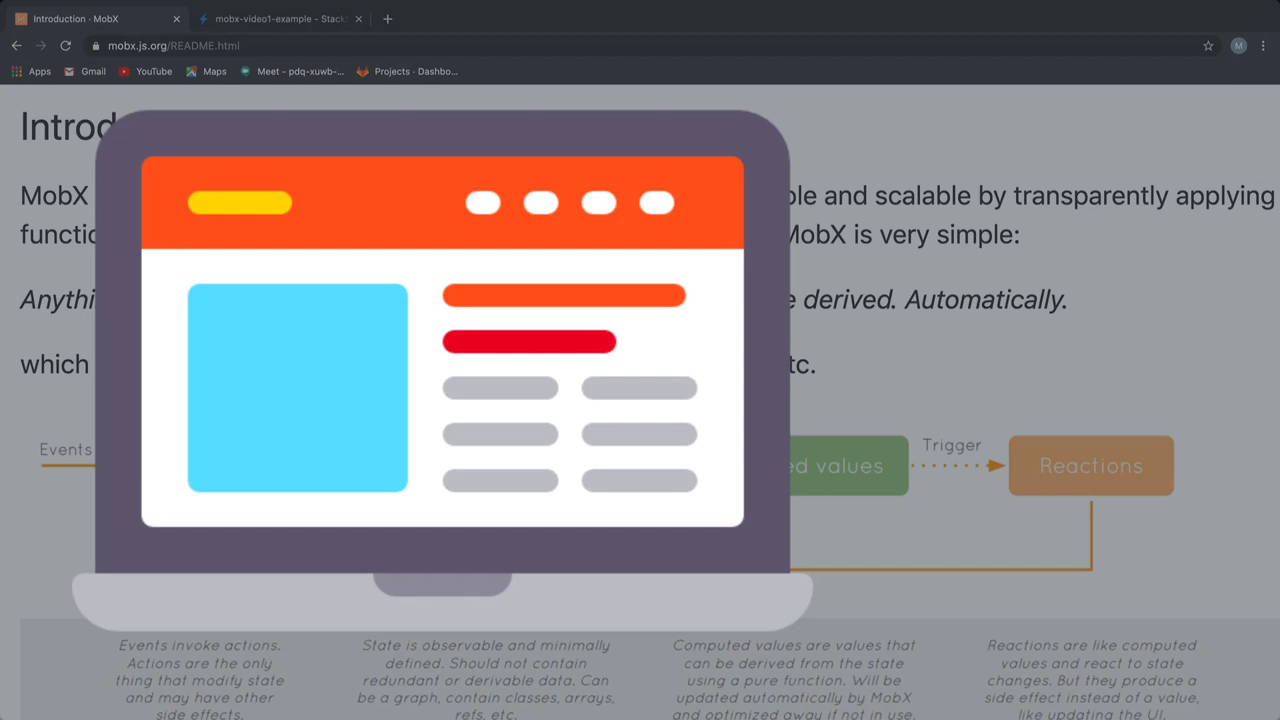 Introduction · MobX
mobx-video1-example - Stack
mobx.js.org/README.html
M
Apps
Gmail
YouTube
Maps
Meet - pdq-xuwb-...
Projects · Dashbo...
MobX
and scalable by transparently applying
MobX is very simple:
derived. Automatically.
which
Events
values
Trigger
Reactions
Events invoke actions.
Actions are the only
thing that modify state
and may have other
side effects.
State is observable and minimally
defined. Should not contain
redundant or derivable data. Can
be a graph, contain classes, arrays,
refs, etc.
Computed values are values that
can be derived from the state
using a pure function. Will be
updated automatically by MobX
and optimized away if not in use.
Reactions are like computed
values and react to state
changes. But they produce a
side effect instead of a value,
like updating the UI.